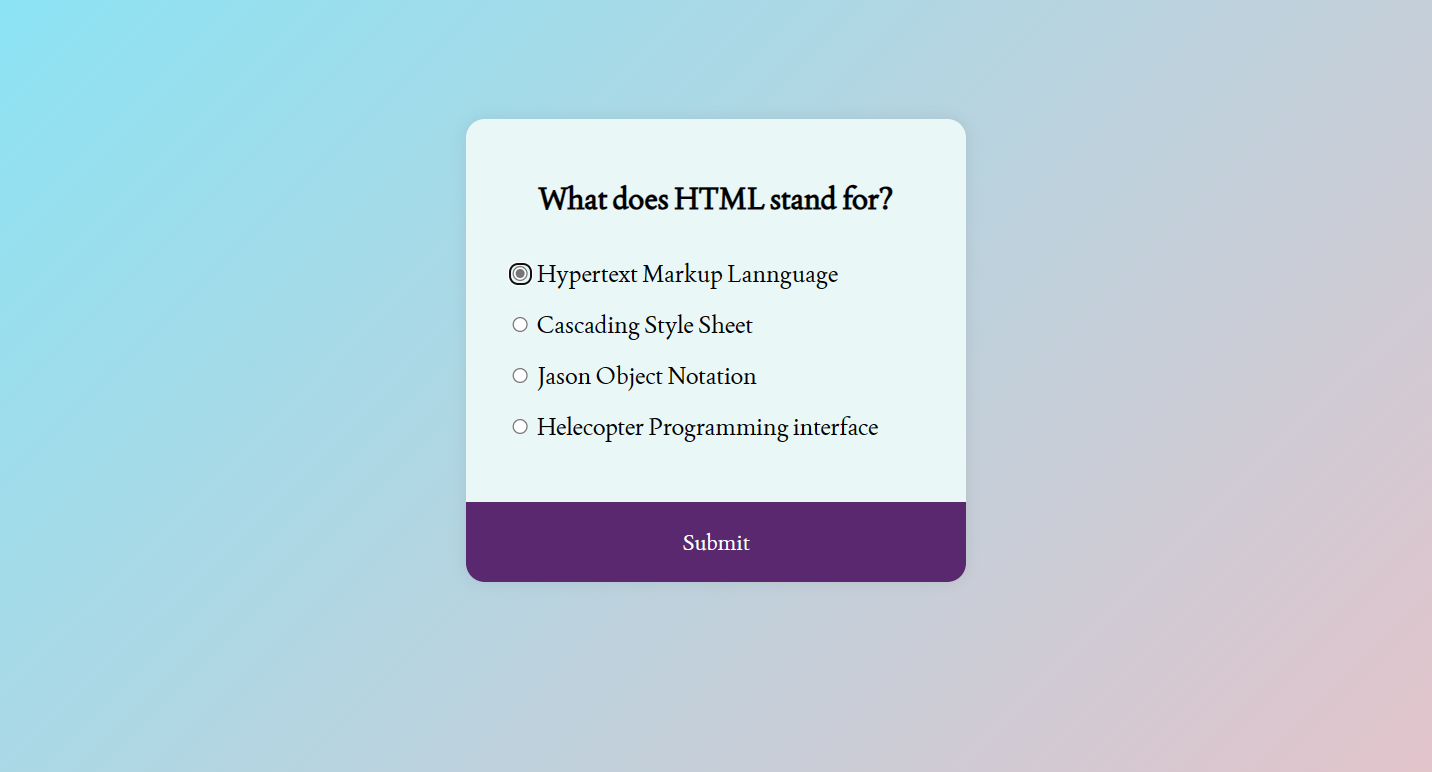 What does HTML stand for?
Hypertext Markup Lannguage
Cascading Style Sheet
Jason Object Notation
Helecopter Programming interface
Submit